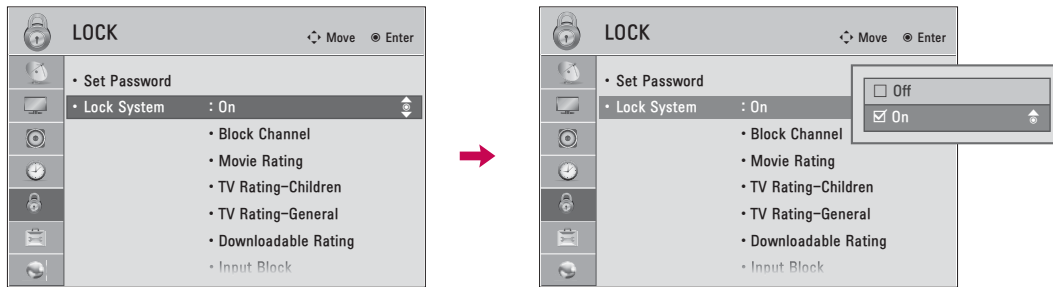 LOCK
Move
Enter
• Set Password
• Lock System : On
• Block Channel
• Movie Rating
• TV Rating-Children
• TV Rating-General
• Downloadable Rating
• Input Block
LOCK
Move
Enter
• Set Password
• Lock System : On
• Block Channel
• Movie Rating
• TV Rating-Children
• TV Rating-General
• Downloadable Rating
• Input Block
Off
On